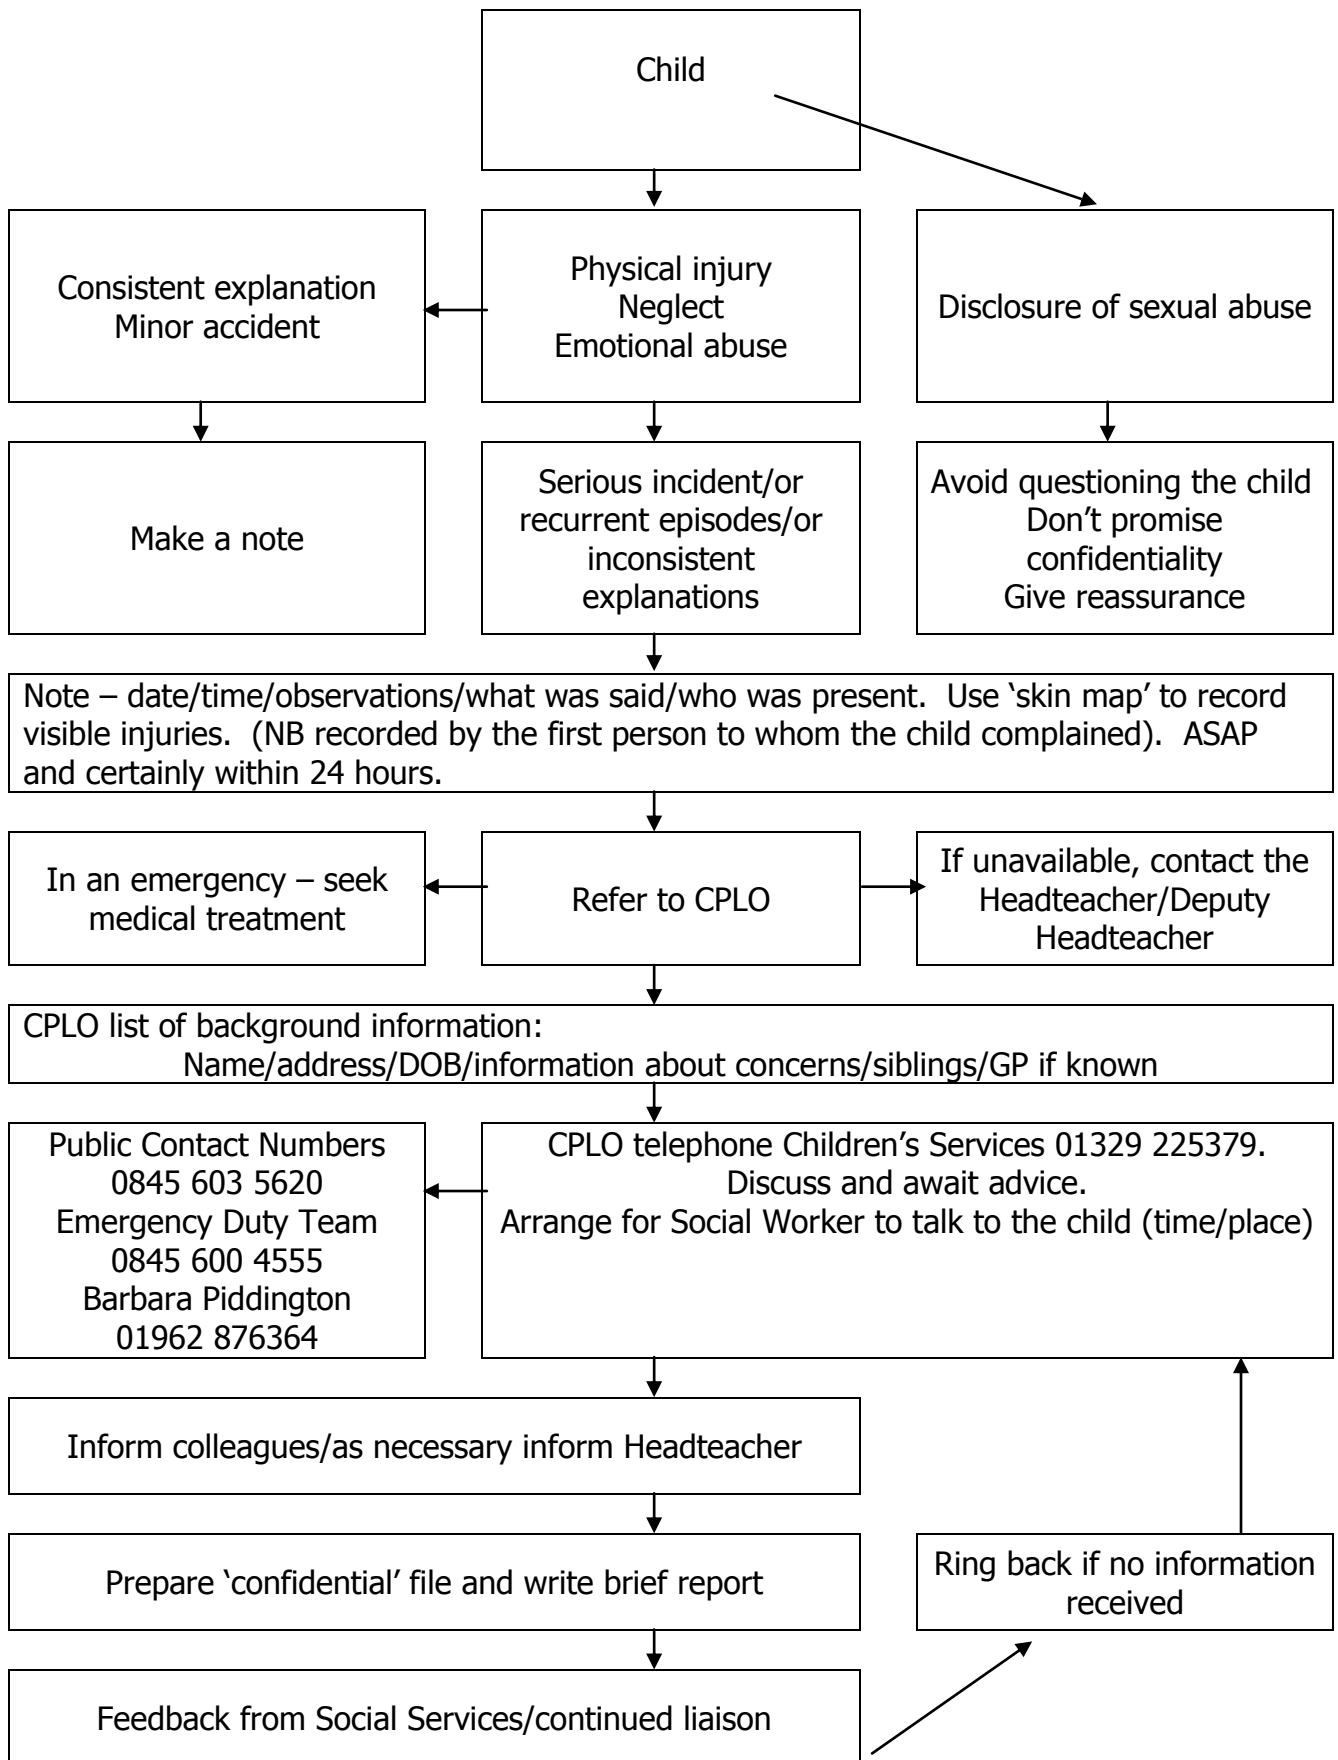 Child
Consistent explanation
Minor accident
Physical injury
Neglect
Emotional abuse
Disclosure of sexual abuse
Make a note
Serious incident/or
recurrent episodes/or
inconsistent
explanations
Avoid questioning the child
Don’t promise
confidentiality
Give reassurance
Note – date/time/observations/what was said/who was present.  Use ‘skin map’ to record
visible injuries.  (NB recorded by the first person to whom the child complained).  ASAP
and certainly within 24 hours.
In an emergency – seek
medical treatment
Refer to CPLO
If unavailable, contact the
Headteacher/Deputy
Headteacher
CPLO list of background information:
Name/address/DOB/information about concerns/siblings/GP if known
Public Contact Numbers
0845 603 5620
Emergency Duty Team
0845 600 4555
Barbara Piddington
01962 876364
CPLO telephone Children’s Services 01329 225379.
Discuss and await advice.
Arrange for Social Worker to talk to the child (time/place)
Inform colleagues/as necessary inform Headteacher
Prepare ‘confidential’ file and write brief report
Ring back if no information
received
Feedback from Social Services/continued liaison